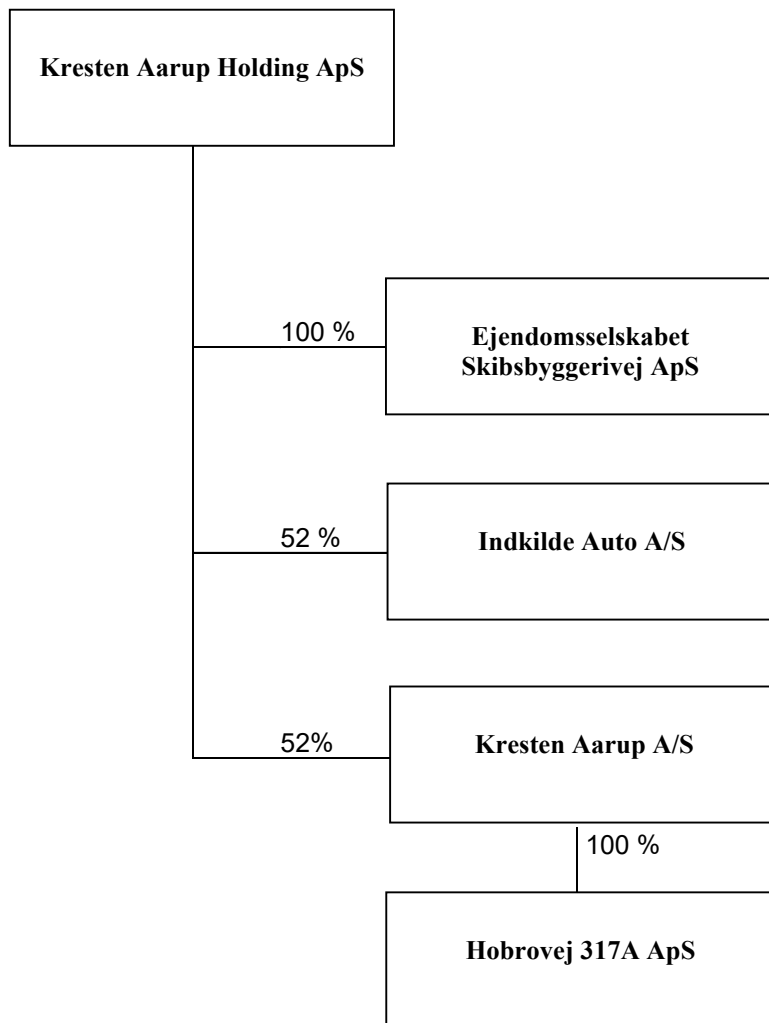 Kresten Aarup Holding ApS
100 %
Ejendomsselskabet
Skibsbyggerivej ApS
52 %
Indkilde Auto A/S
52%
Kresten Aarup A/S
100 %
Hobrovej 317A ApS